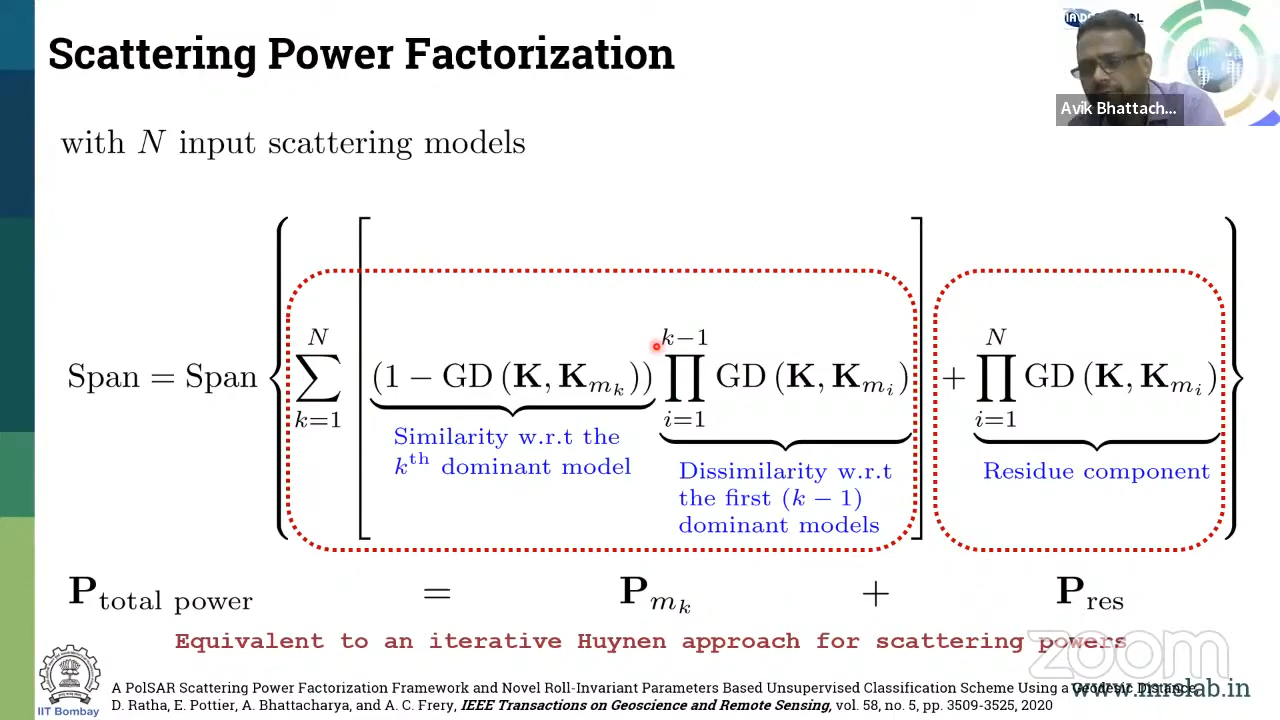 Scattering Power Factorization
Avik Bhattach...
with N input scattering models
Span = Span { ∑_{k=1}^{N} [ (1 − GD (K, K_{m_k})) ∏_{i=1}^{k−1} GD (K, K_{m_i}) ] + ∏_{i=1}^{N} GD (K, K_{m_i}) }
Similarity w.r.t the
k^th dominant model
Dissimilarity w.r.t
the first (k − 1)
dominant models
Residue component
P_total power = P_{m_k} + P_res
Equivalent to an iterative Huynen approach for scattering powers
zoom
A PolSAR Scattering Power Factorization Framework and Novel Roll-Invariant Parameters Based Unsupervised Classification Scheme Using a Geodesic Distance,
www.mrslab.in
D. Ratha, E. Pottier, A. Bhattacharya, and A. C. Frery, IEEE Transactions on Geoscience and Remote Sensing, vol. 58, no. 5, pp. 3509-3525, 2020
IIT Bombay